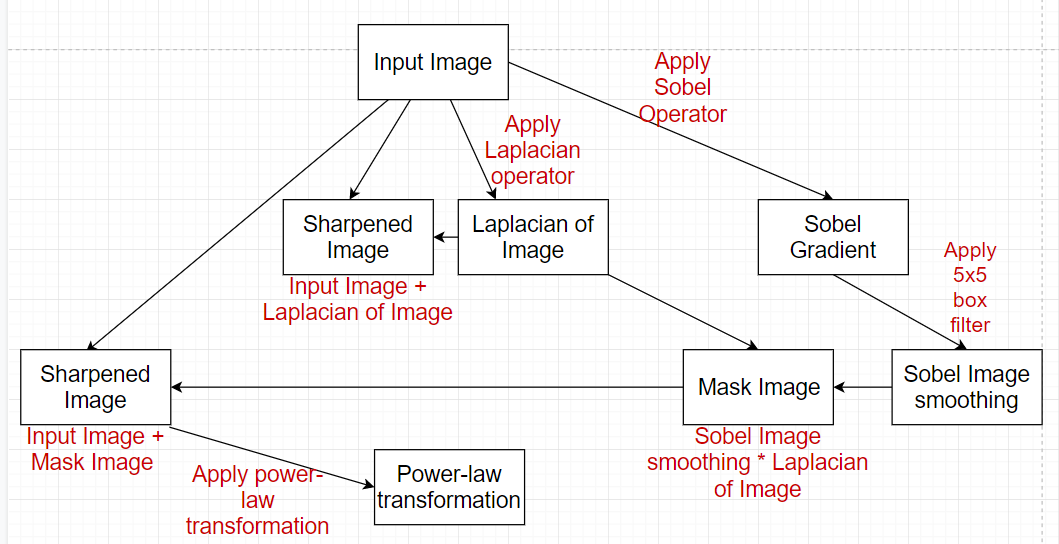 Input Image
Apply
Sobel
Operator
Apply
Laplacian
operator
Sharpened
Image
Laplacian of
Image
Sobel
Gradient
Input Image +
Laplacian of Image
Apply
5x5
box
filter
Sharpened
Image
Mask Image
Sobel Image
smoothing
Input Image +
Mask Image
Sobel Image
smoothing * Laplacian
of Image
Apply power-
law
transformation
Power-law
transformation